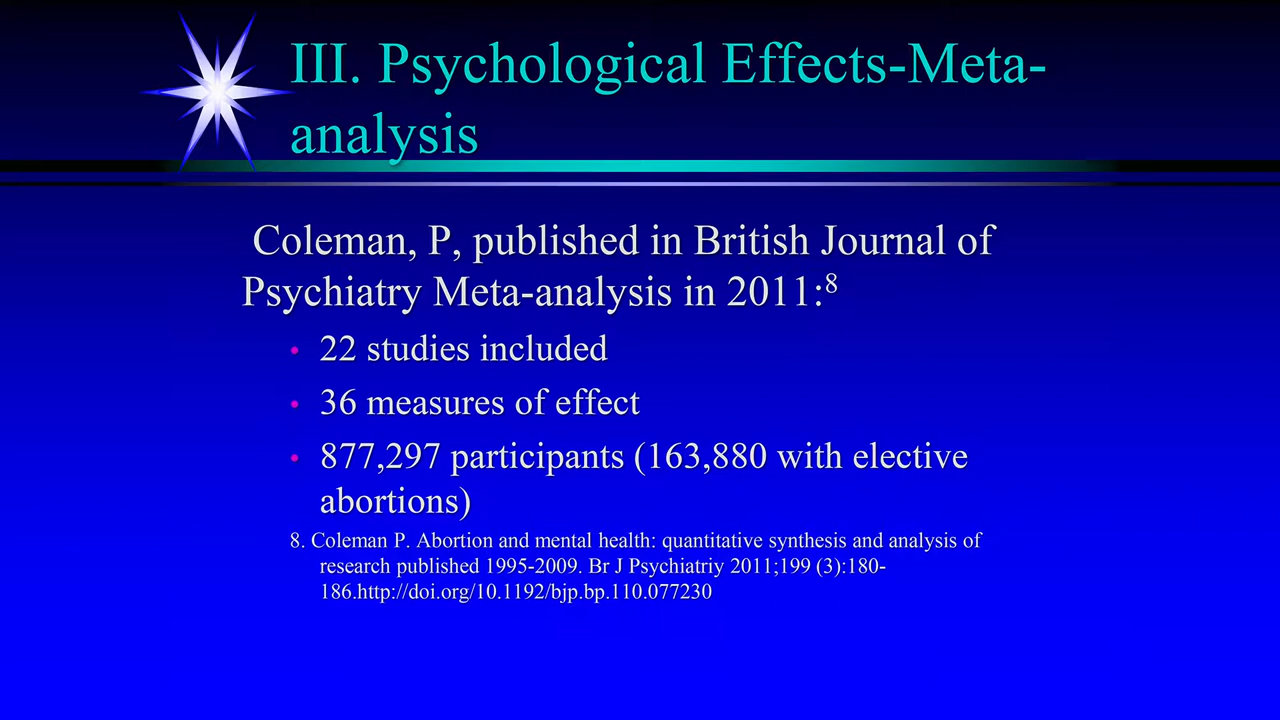 III. Psychological Effects-Meta-
analysis
Coleman, P, published in British Journal of
Psychiatry Meta-analysis in 2011:⁸
• 22 studies included
• 36 measures of effect
• 877,297 participants (163,880 with elective
abortions)
8. Coleman P. Abortion and mental health: quantitative synthesis and analysis of
research published 1995-2009. Br J Psychiatriy 2011;199 (3):180-
186.http://doi.org/10.1192/bjp.bp.110.077230